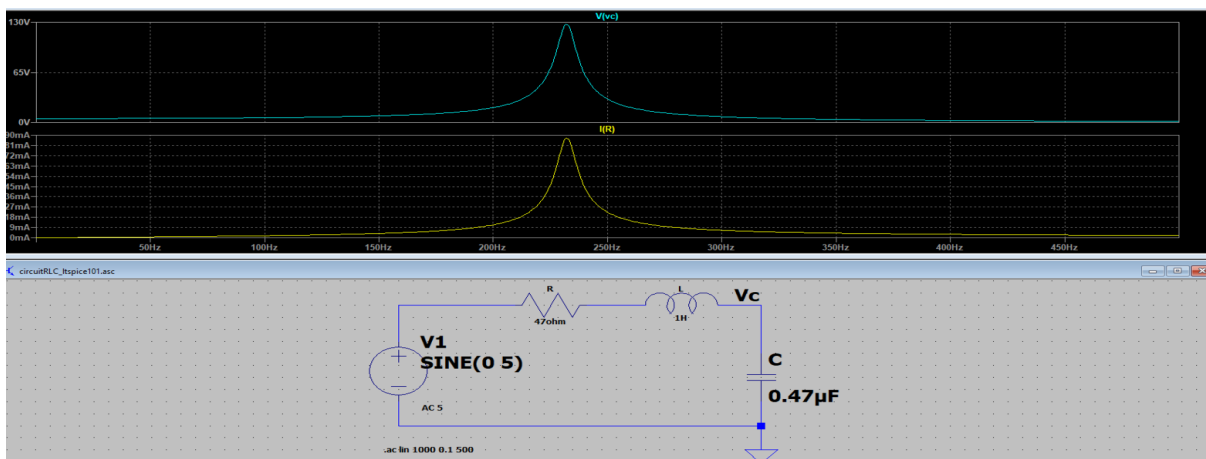 V(vc)
130V
65V
0V
I(R)
90mA
81mA
72mA
63mA
54mA
45mA
36mA
27mA
18mA
9mA
0mA
50Hz 100Hz 150Hz 200Hz 250Hz 300Hz 350Hz 400Hz 450Hz
circuitRLC_ltspice101.asc
R
47ohm
L
1H
Vc
V1
SINE(0 5)
AC 5
C
0.47µF
.ac lin 1000 0.1 500